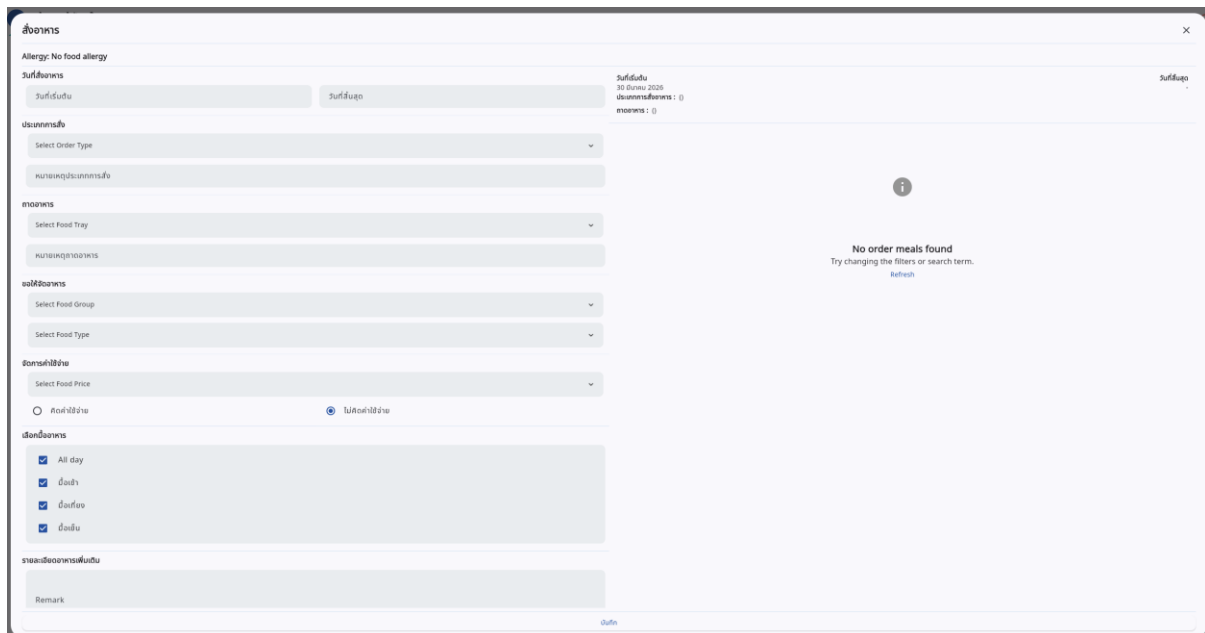 สั่งอาหาร
Allergy: No food allergy
วันที่สั่งอาหาร
วันที่เริ่มต้น
วันที่สิ้นสุด
ประเภทการสั่ง
Select Order Type
หมายเหตุประเภทการสั่ง
ถาดอาหาร
Select Food Tray
หมายเหตุถาดอาหาร
ขอให้จัดอาหาร
Select Food Group
Select Food Type
จัดการค่าใช้จ่าย
Select Food Price
คิดค่าใช้จ่าย
ไม่คิดค่าใช้จ่าย
เลือกมื้ออาหาร
All day
มื้อเช้า
มื้อเที่ยง
มื้อเย็น
รายละเอียดอาหารเพิ่มเติม
Remark
วันที่เริ่มต้น
30 มีนาคม 2026
วันที่สิ้นสุด
-
ประเภทการสั่งอาหาร : ()
ถาดอาหาร : ()
No order meals found
Try changing the filters or search term.
Refresh
บันทึก